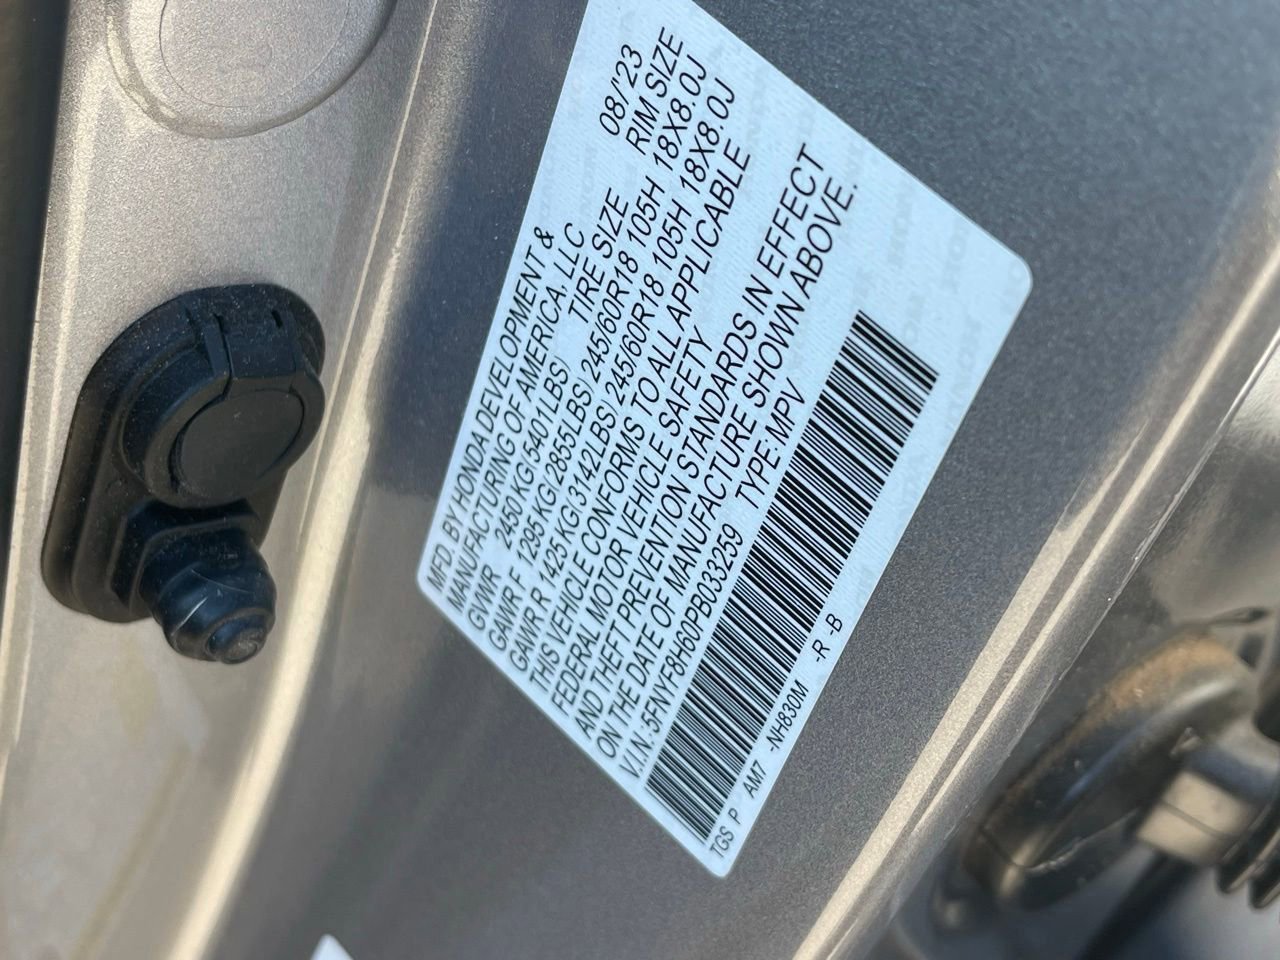 MFD. BY HONDA DEVELOPMENT &
MANUFACTURING OF AMERICA, LLC 08/'23
GVWR 2450 KG(5401LBS) TIRE SIZE RIM SIZE
GAWR F 1295 KG(2855LBS) 245/60R18 105H 18X8.0J
GAWR R 1425 KG(3142LBS) 245/60R18 105H 18X8.0J
THIS VEHICLE CONFORMS TO ALL APPLICABLE
FEDERAL MOTOR VEHICLE SAFETY
AND THEFT PREVENTION STANDARDS IN EFFECT
ON THE DATE OF MANUFACTURE SHOWN ABOVE.
V.I.N.5FNYF8H60PB033259 TYPE:MPV
TGS P AM7 -NH830M -R -B